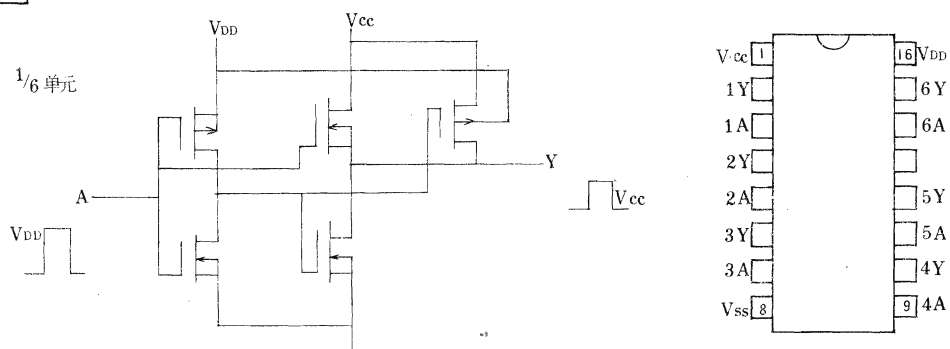 VDD
Vcc
1/6 单元
A
Y
VDD
Vcc
V·cc 1
16 VDD
1Y
6Y
1A
6A
2Y
2A
5Y
3Y
5A
3A
4Y
Vss 8
9 4A